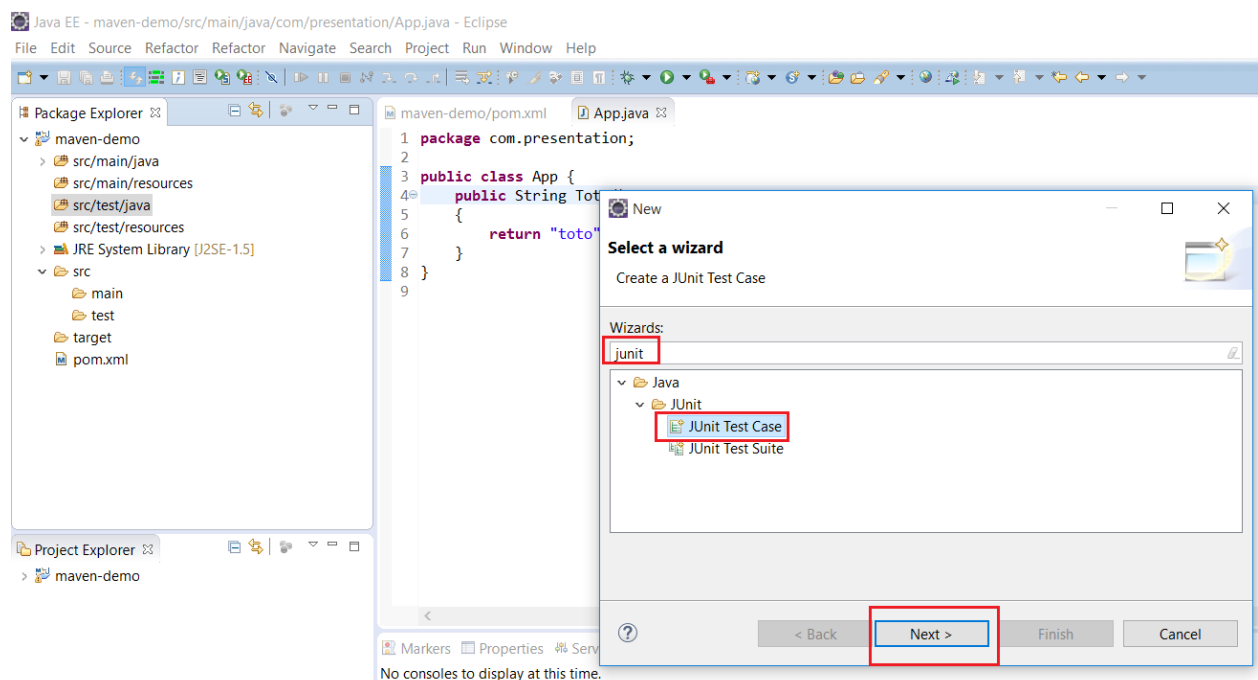 Java EE - maven-demo/src/main/java/com/presentation/App.java - Eclipse
File Edit Source Refactor Refactor Navigate Search Project Run Window Help
Package Explorer
maven-demo
src/main/java
src/main/resources
src/test/java
src/test/resources
JRE System Library [J2SE-1.5]
src
main
test
target
pom.xml
Project Explorer
maven-demo
maven-demo/pom.xml App.java
1 package com.presentation;
2
3 public class App {
4 public String Tot
5 {
6 return "toto"
7 }
8 }
9
Markers Properties Serv
No consoles to display at this time.
New
Select a wizard
Create a JUnit Test Case
Wizards:
junit
Java
JUnit
JUnit Test Case
JUnit Test Suite
? < Back Next > Finish Cancel